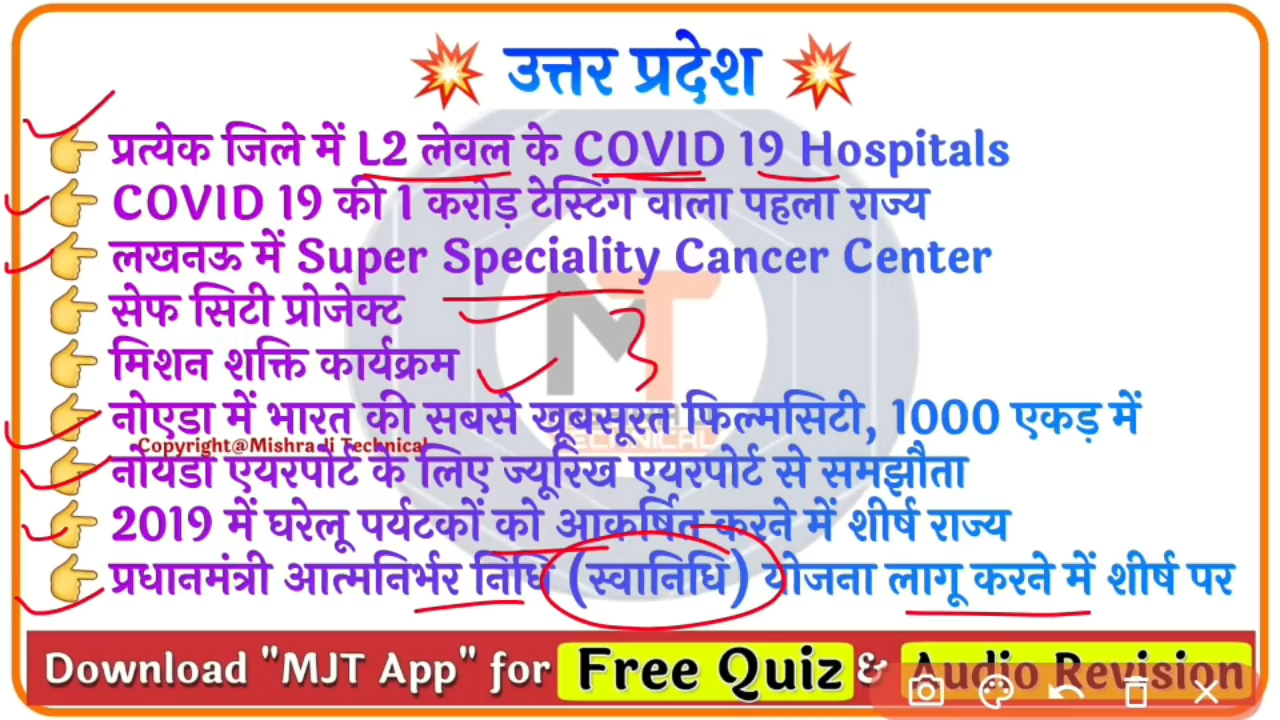 उत्तर प्रदेश
प्रत्येक जिले में L2 लेवल के COVID 19 Hospitals
COVID 19 की 1 करोड़ टेस्टिंग वाला पहला राज्य
लखनऊ में Super Speciality Cancer Center
सेफ सिटी प्रोजेक्ट
मिशन शक्ति कार्यक्रम
नोएडा में भारत की सबसे खूबसूरत फिल्मसिटी, 1000 एकड़ में
Copyright@Mishra ji Technical
नोयडा एयरपोर्ट के लिए ज्यूरिख एयरपोर्ट से समझौता
2019 में घरेलू पर्यटकों को आकर्षित करने में शीर्ष राज्य
प्रधानमंत्री आत्मनिर्भर निधि (स्वानिधि) योजना लागू करने में शीर्ष पर
Download "MJT App" for Free Quiz & Audio Revision